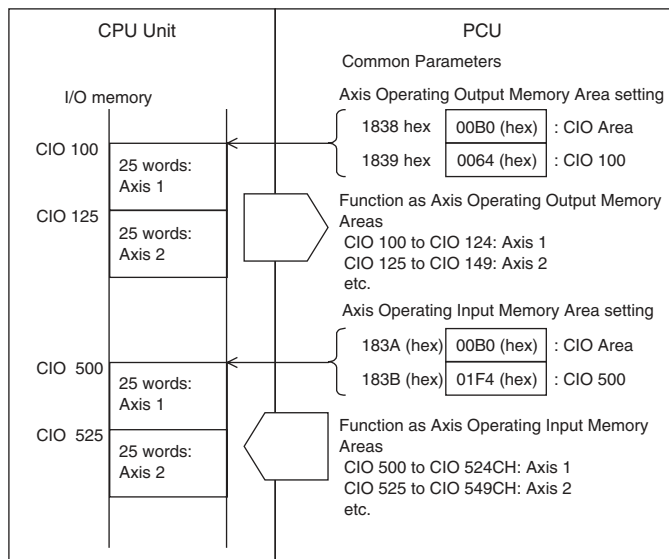 CPU Unit
PCU
Common Parameters
I/O memory
Axis Operating Output Memory Area setting
1838 hex 00B0 (hex) : CIO Area
1839 hex 0064 (hex) : CIO 100
CIO 100
25 words:
Axis 1
CIO 125
25 words:
Axis 2
Function as Axis Operating Output Memory
Areas
CIO 100 to CIO 124: Axis 1
CIO 125 to CIO 149: Axis 2
etc.
Axis Operating Input Memory Area setting
183A (hex) 00B0 (hex) : CIO Area
183B (hex) 01F4 (hex) : CIO 500
CIO 500
25 words:
Axis 1
CIO 525
25 words:
Axis 2
Function as Axis Operating Input Memory
Areas
CIO 500 to CIO 524CH: Axis 1
CIO 525 to CIO 549CH: Axis 2
etc.